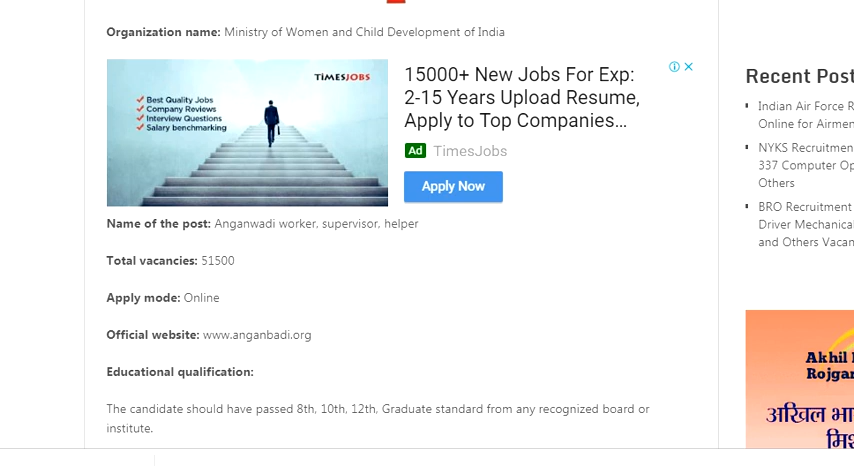 Organization name: Ministry of Women and Child Development of India
TIMESJOBS
Best Quality Jobs
Company Reviews
Interview Questions
Salary benchmarking
15000+ New Jobs For Exp:
2-15 Years Upload Resume,
Apply to Top Companies...
Ad TimesJobs
Apply Now
Name of the post: Anganwadi worker, supervisor, helper
Total vacancies: 51500
Apply mode: Online
Official website: www.anganbadi.org
Educational qualification:
The candidate should have passed 8th, 10th, 12th, Graduate standard from any recognized board or
institute.
Recent Post
Indian Air Force R
Online for Airmen
NYKS Recruitmen
337 Computer Op
Others
BRO Recruitment
Driver Mechanica
and Others Vacan
Akhil
Rojgar
अखिल भा
मिश